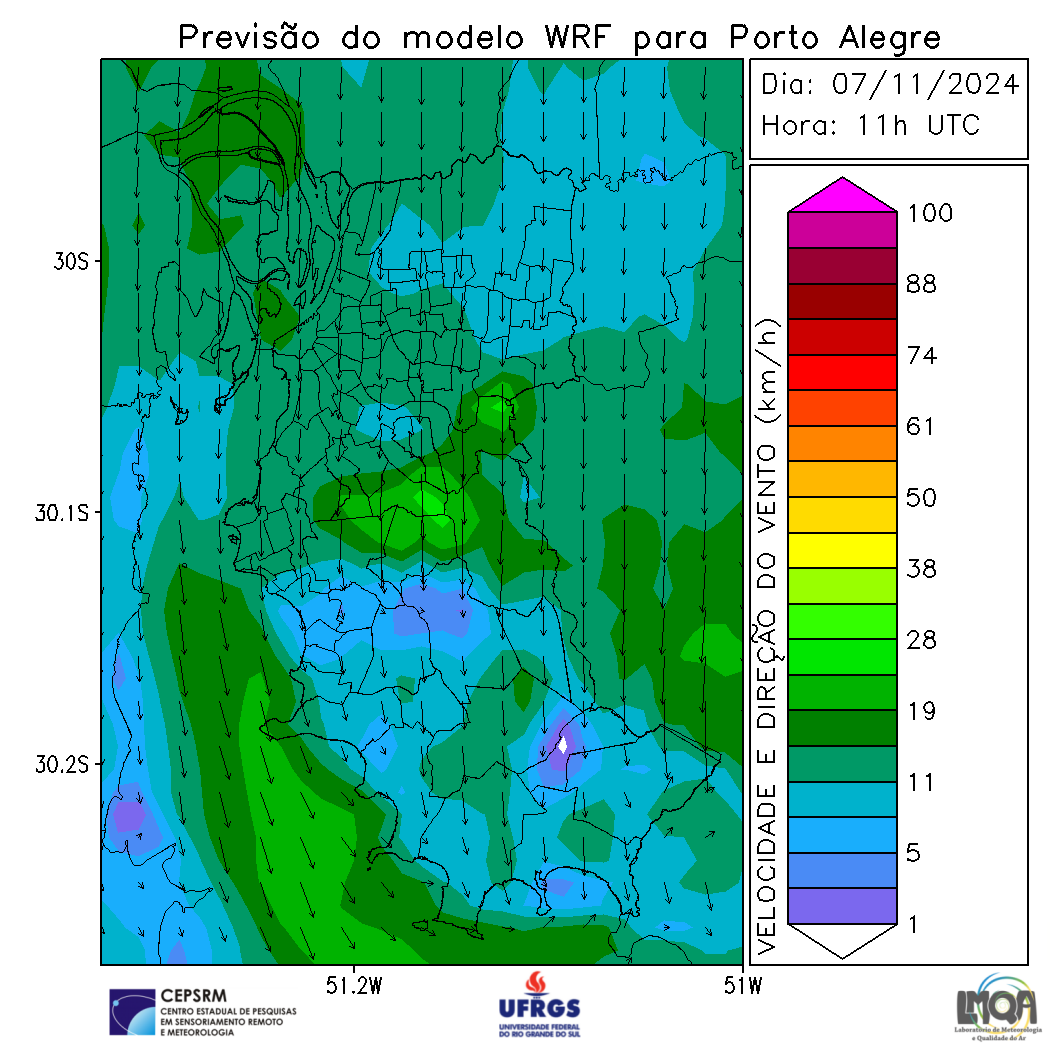 Previsão do modelo WRF para Porto Alegre
Dia: 07/11/2024
Hora: 11h UTC
30S
30.1S
30.2S
51.2W
51W
VELOCIDADE E DIREÇÃO DO VENTO (km/h)
100
88
74
61
50
38
28
19
11
5
1
CEPSRM
CENTRO ESTADUAL DE PESQUISAS
EM SENSORIAMENTO REMOTO
E METEOROLOGIA
UFRGS
UNIVERSIDADE FEDERAL
DO RIO GRANDE DO SUL
LMQA
Laboratório de Meteorologia
e Qualidade do Ar